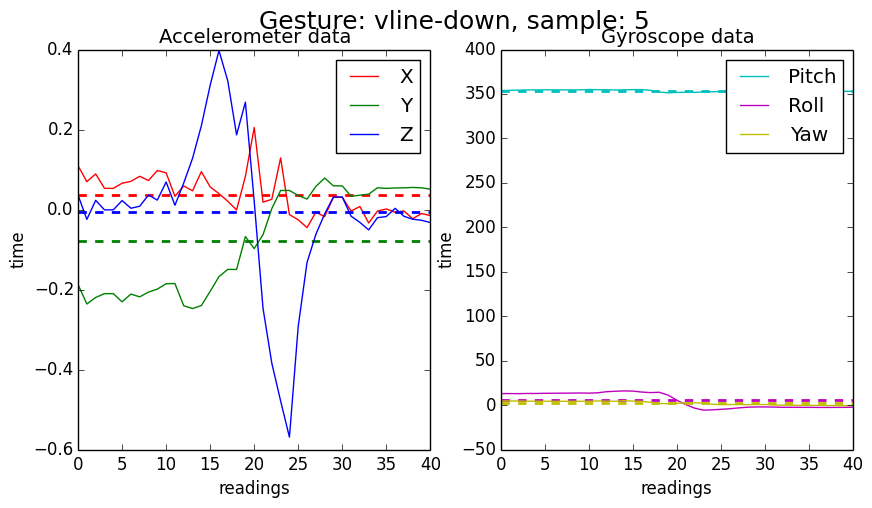 Gesture: vline-down, sample: 5
Accelerometer data
0.4
0.2
0.0
−0.2
−0.4
−0.6
time
0 5 10 15 20 25 30 35 40
readings
X
Y
Z
Gyroscope data
400
350
300
250
200
150
100
50
0
−50
time
0 5 10 15 20 25 30 35 40
readings
Pitch
Roll
Yaw